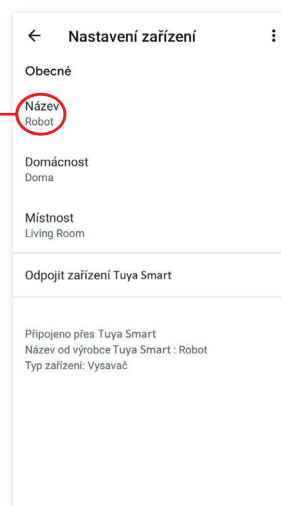 Nastavení zařízení
Obecné
Název
Robot
Domácnost
Doma
Místnost
Living Room
Odpojit zařízení Tuya Smart
Připojeno přes Tuya Smart
Název od výrobce Tuya Smart : Robot
Typ zařízení: Vysavač